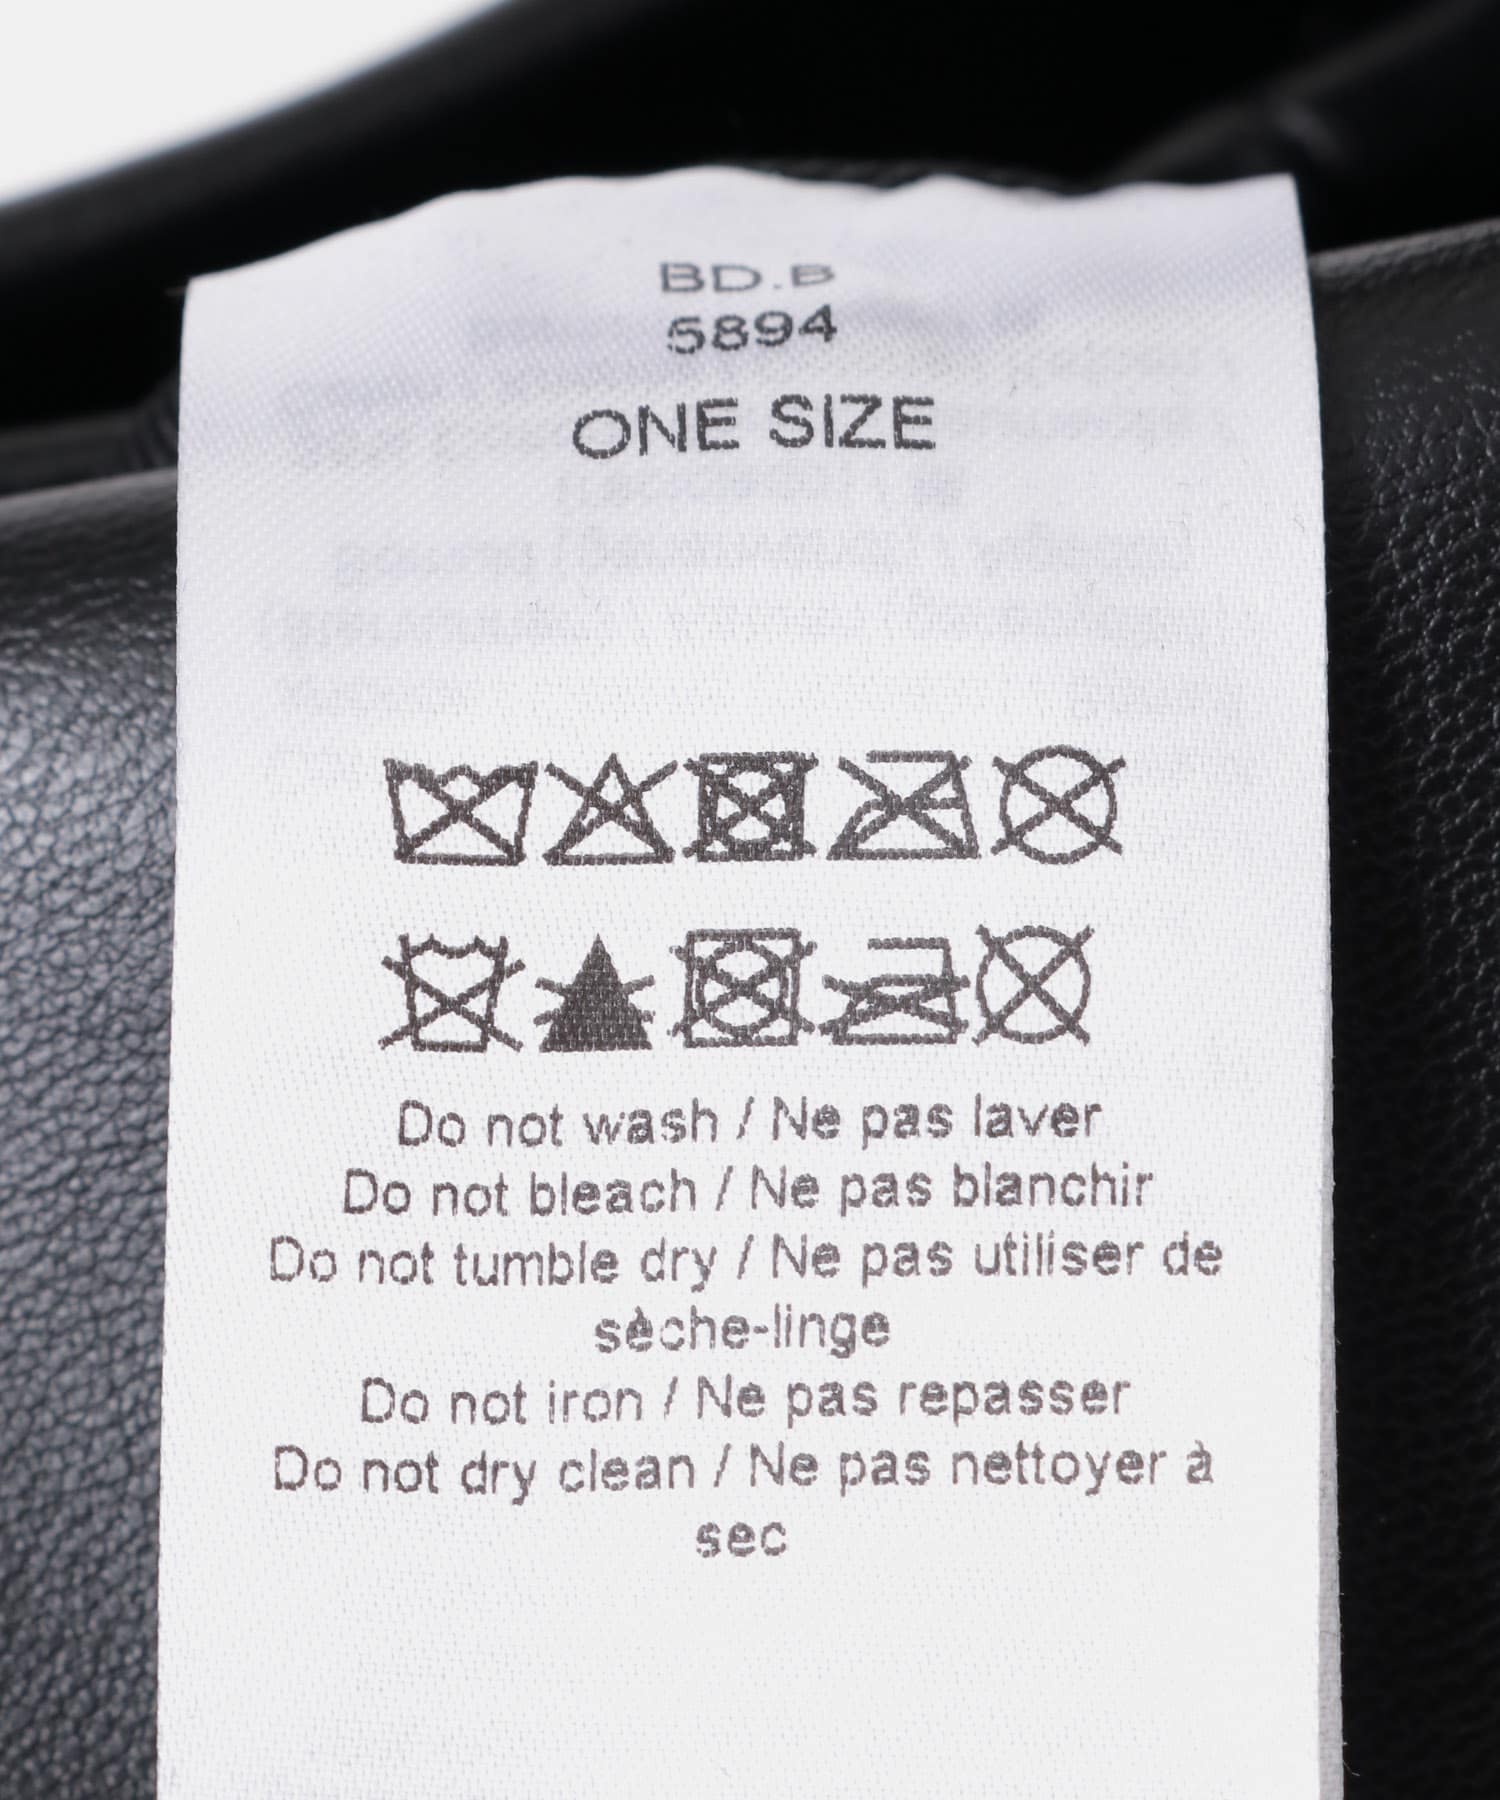 BD.B
5894
ONE SIZE
Do not wash / Ne pas laver
Do not bleach / Ne pas blanchir
Do not tumble dry / Ne pas utiliser de
sèche-linge
Do not iron / Ne pas repasser
Do not dry clean / Ne pas nettoyer à
sec